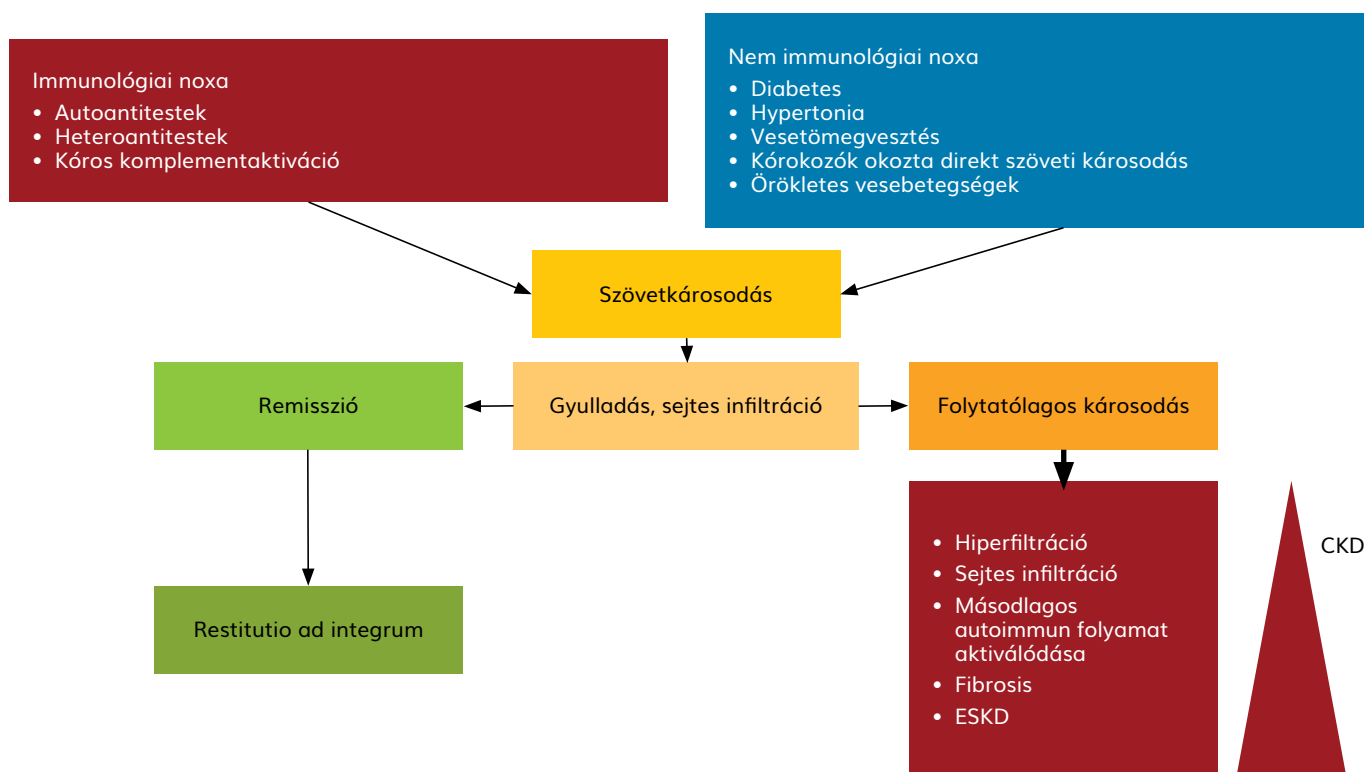 Immunológiai noxa
• Autoantitestek
• Heteroantitestek
• Kóros komplementaktiváció
Nem immunológiai noxa
• Diabetes
• Hypertonia
• Vesetömegvesztés
• Kórokozók okozta direkt szöveti károsodás
• Örökletes vesebetegségek
Szövetkárosodás
Remisszió
Gyulladás, sejtes infiltráció
Folytatólagos károsodás
Restitutio ad integrum
• Hiperfiltráció
• Sejtes infiltráció
• Másodlagos
autoimmun folyamat
aktiválódása
• Fibrosis
• ESKD
CKD